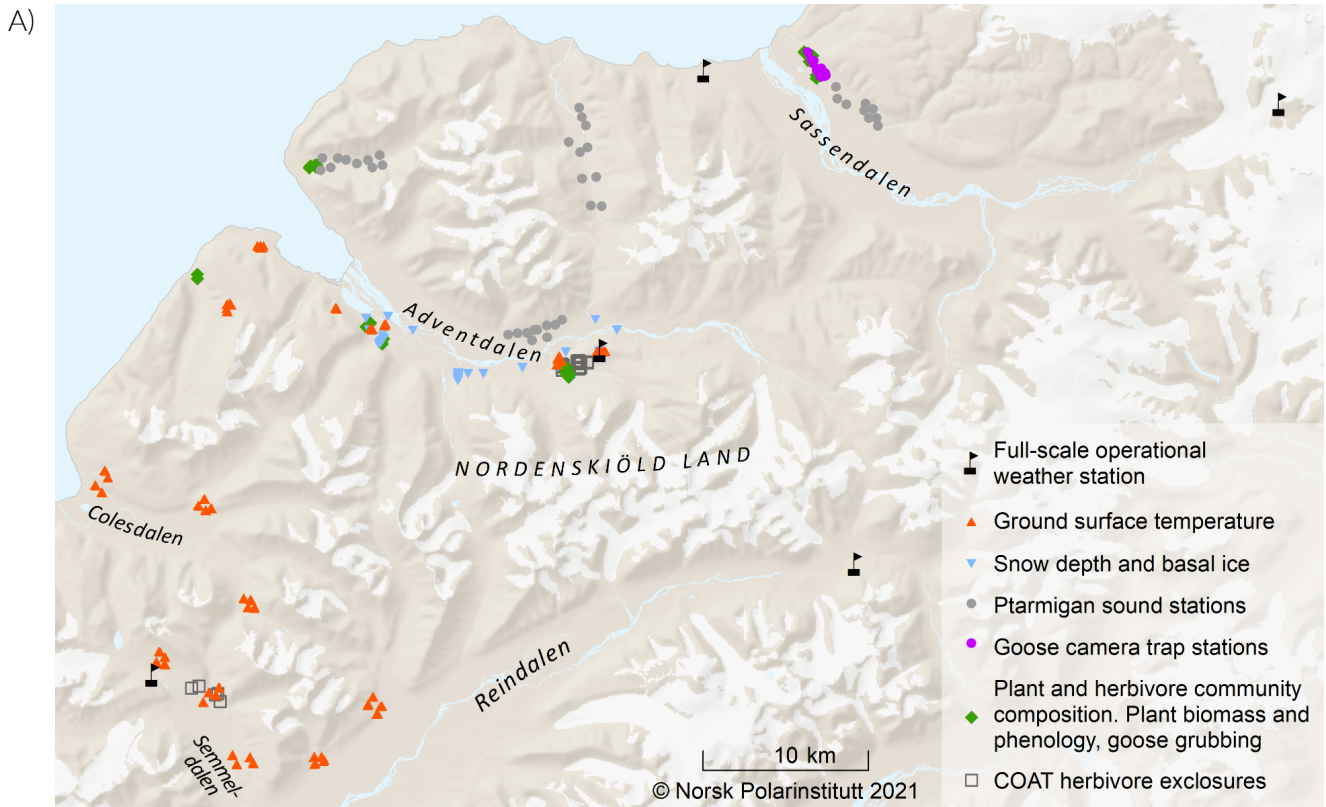 A)
Sassendalen
Adventdalen
NORDENSKIÖLD LAND
Colesdalen
Reindalen
Semmel-
dalen
10 km
© Norsk Polarinstitutt 2021
Full-scale operational
weather station
Ground surface temperature
Snow depth and basal ice
Ptarmigan sound stations
Goose camera trap stations
Plant and herbivore community
composition. Plant biomass and
phenology, goose grubbing
COAT herbivore exclosures